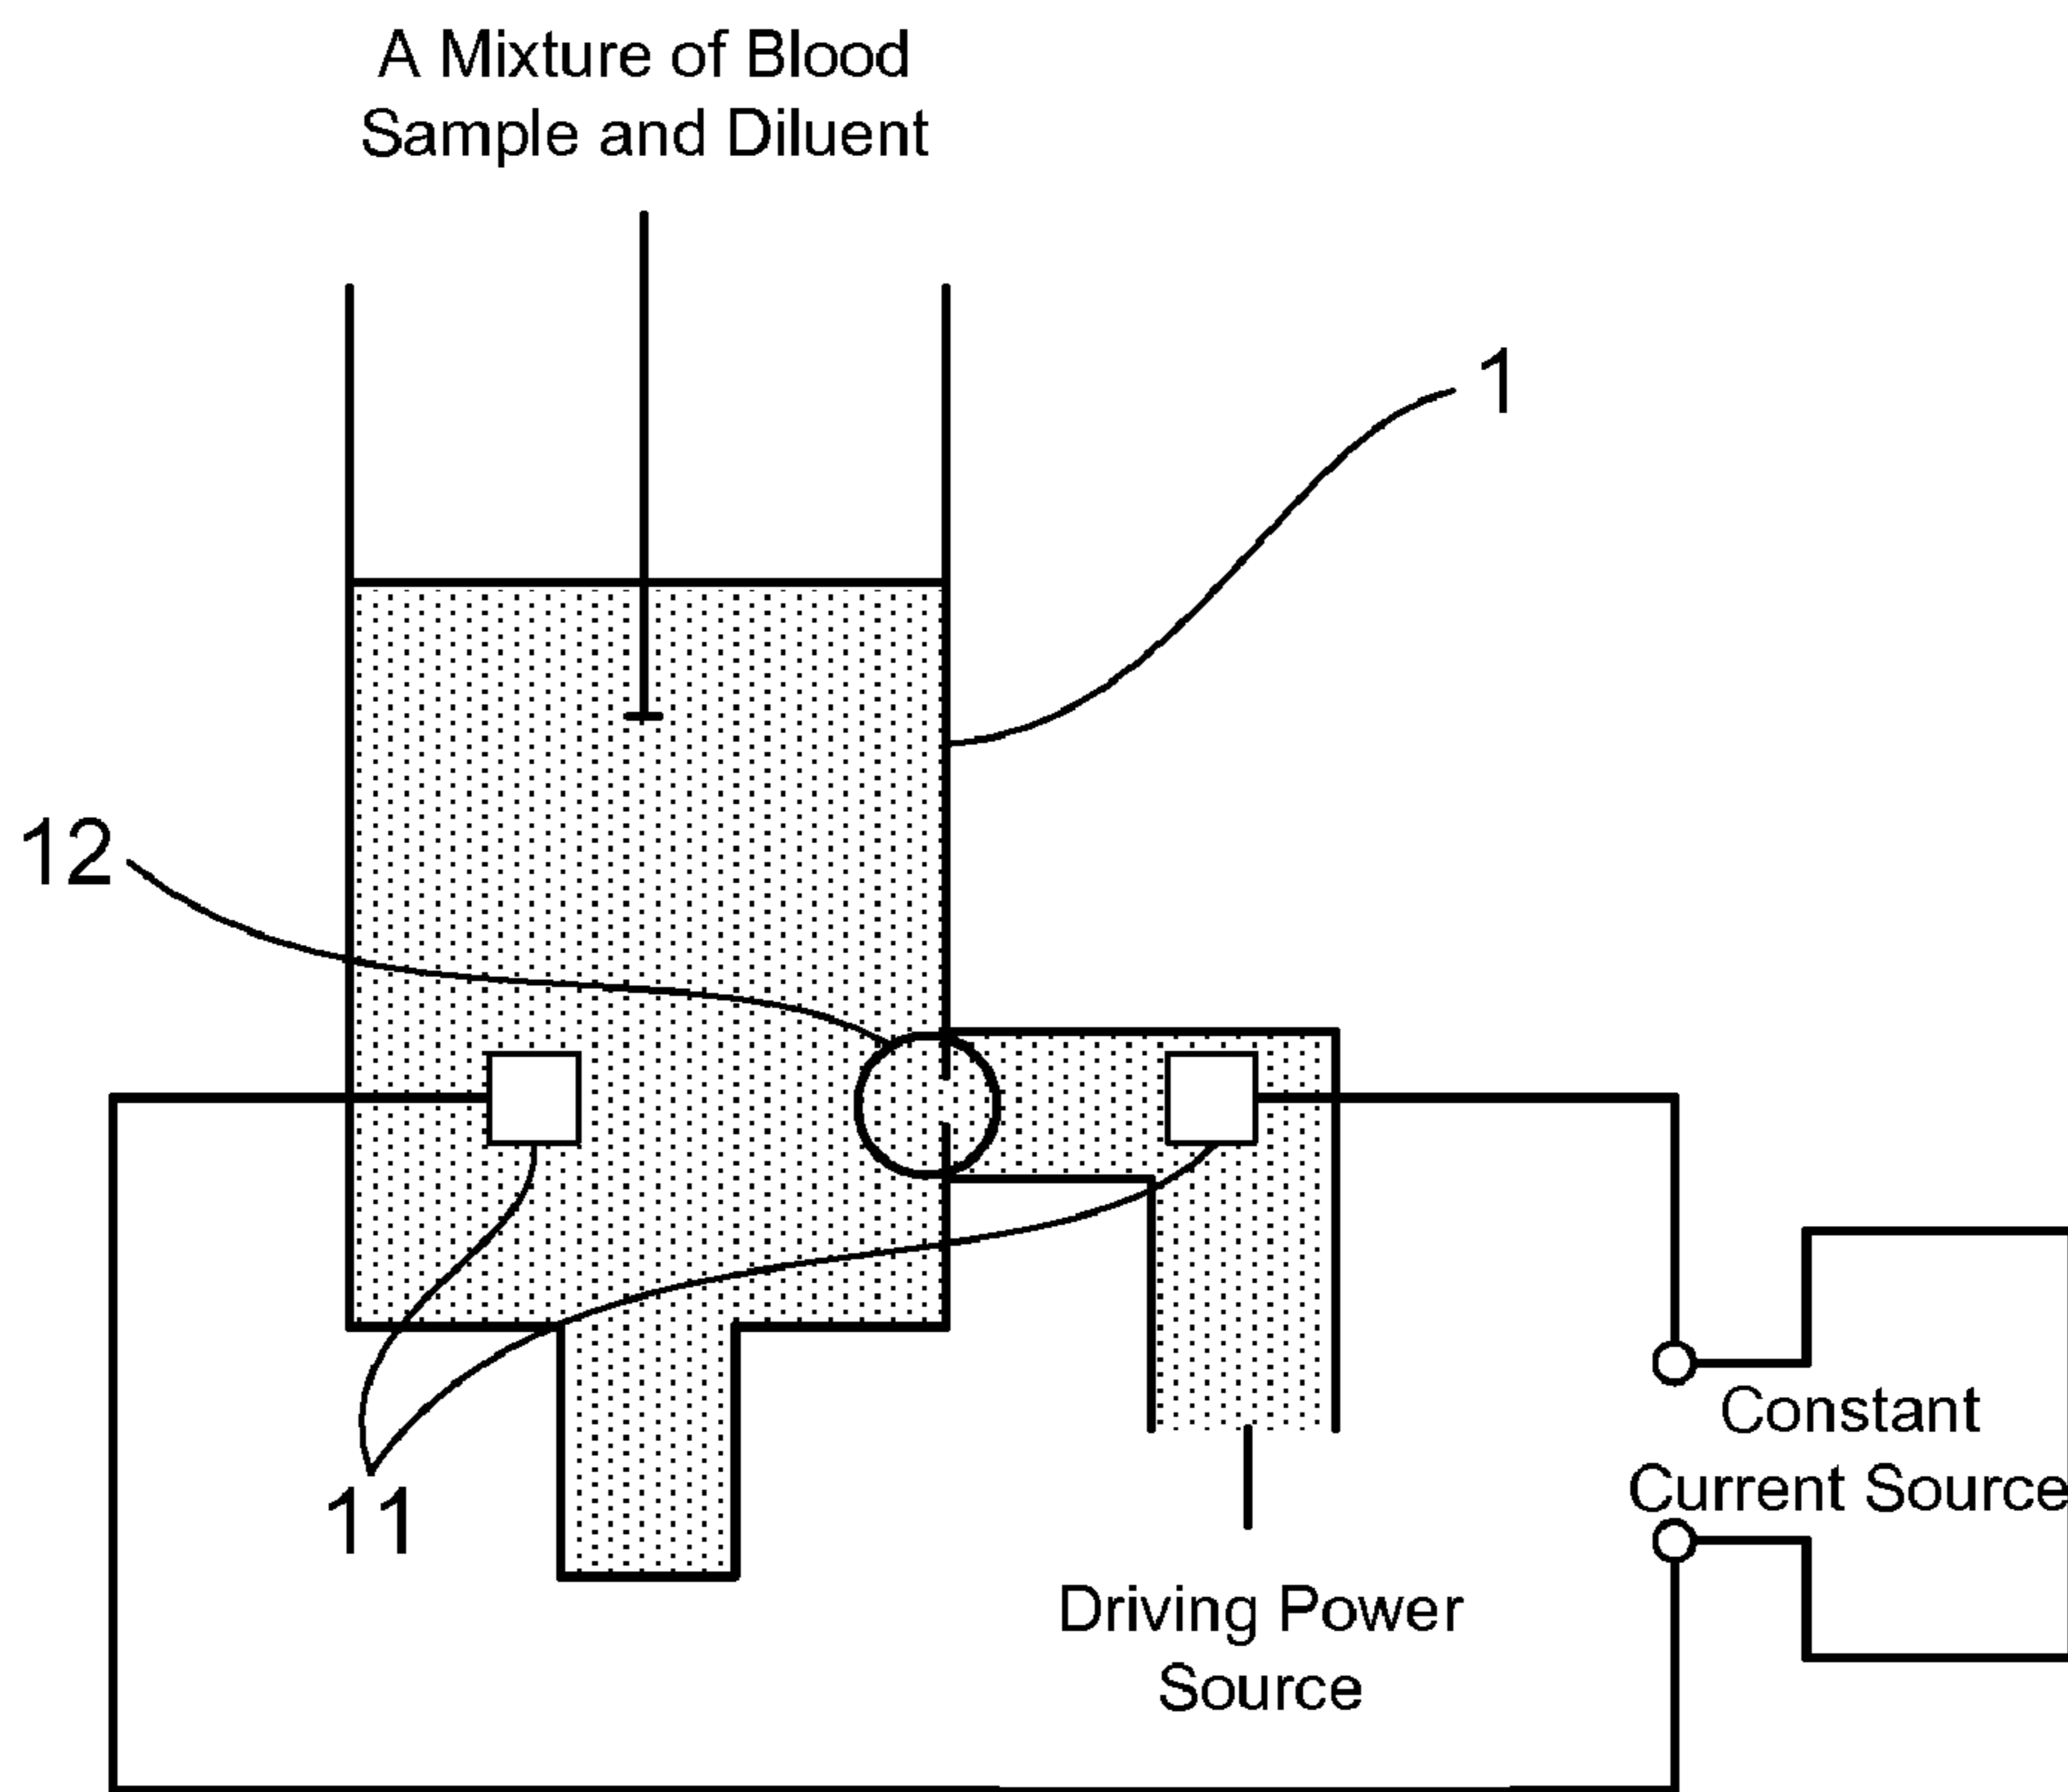 A Mixture of Blood
Sample and Diluent
1
12
11
Constant
Current Source
Driving Power
Source